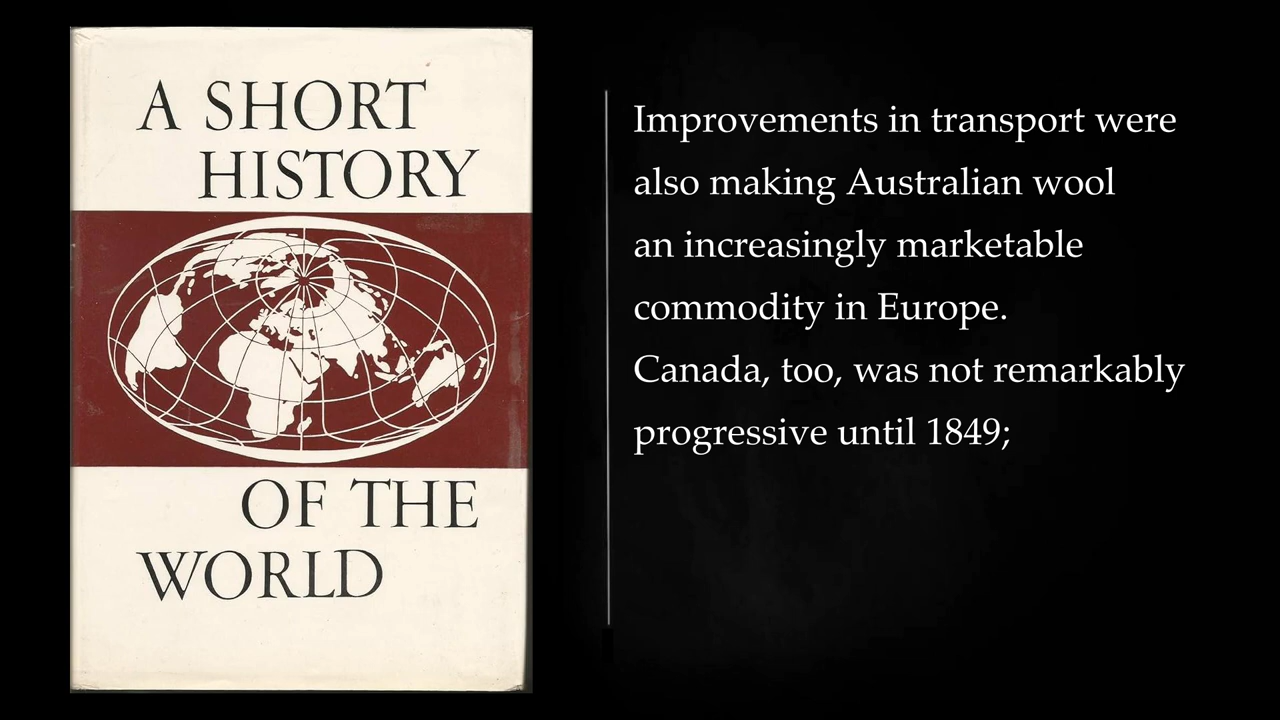 A SHORT
HISTORY
OF THE
WORLD
Improvements in transport were
also making Australian wool
an increasingly marketable
commodity in Europe.
Canada, too, was not remarkably
progressive until 1849;